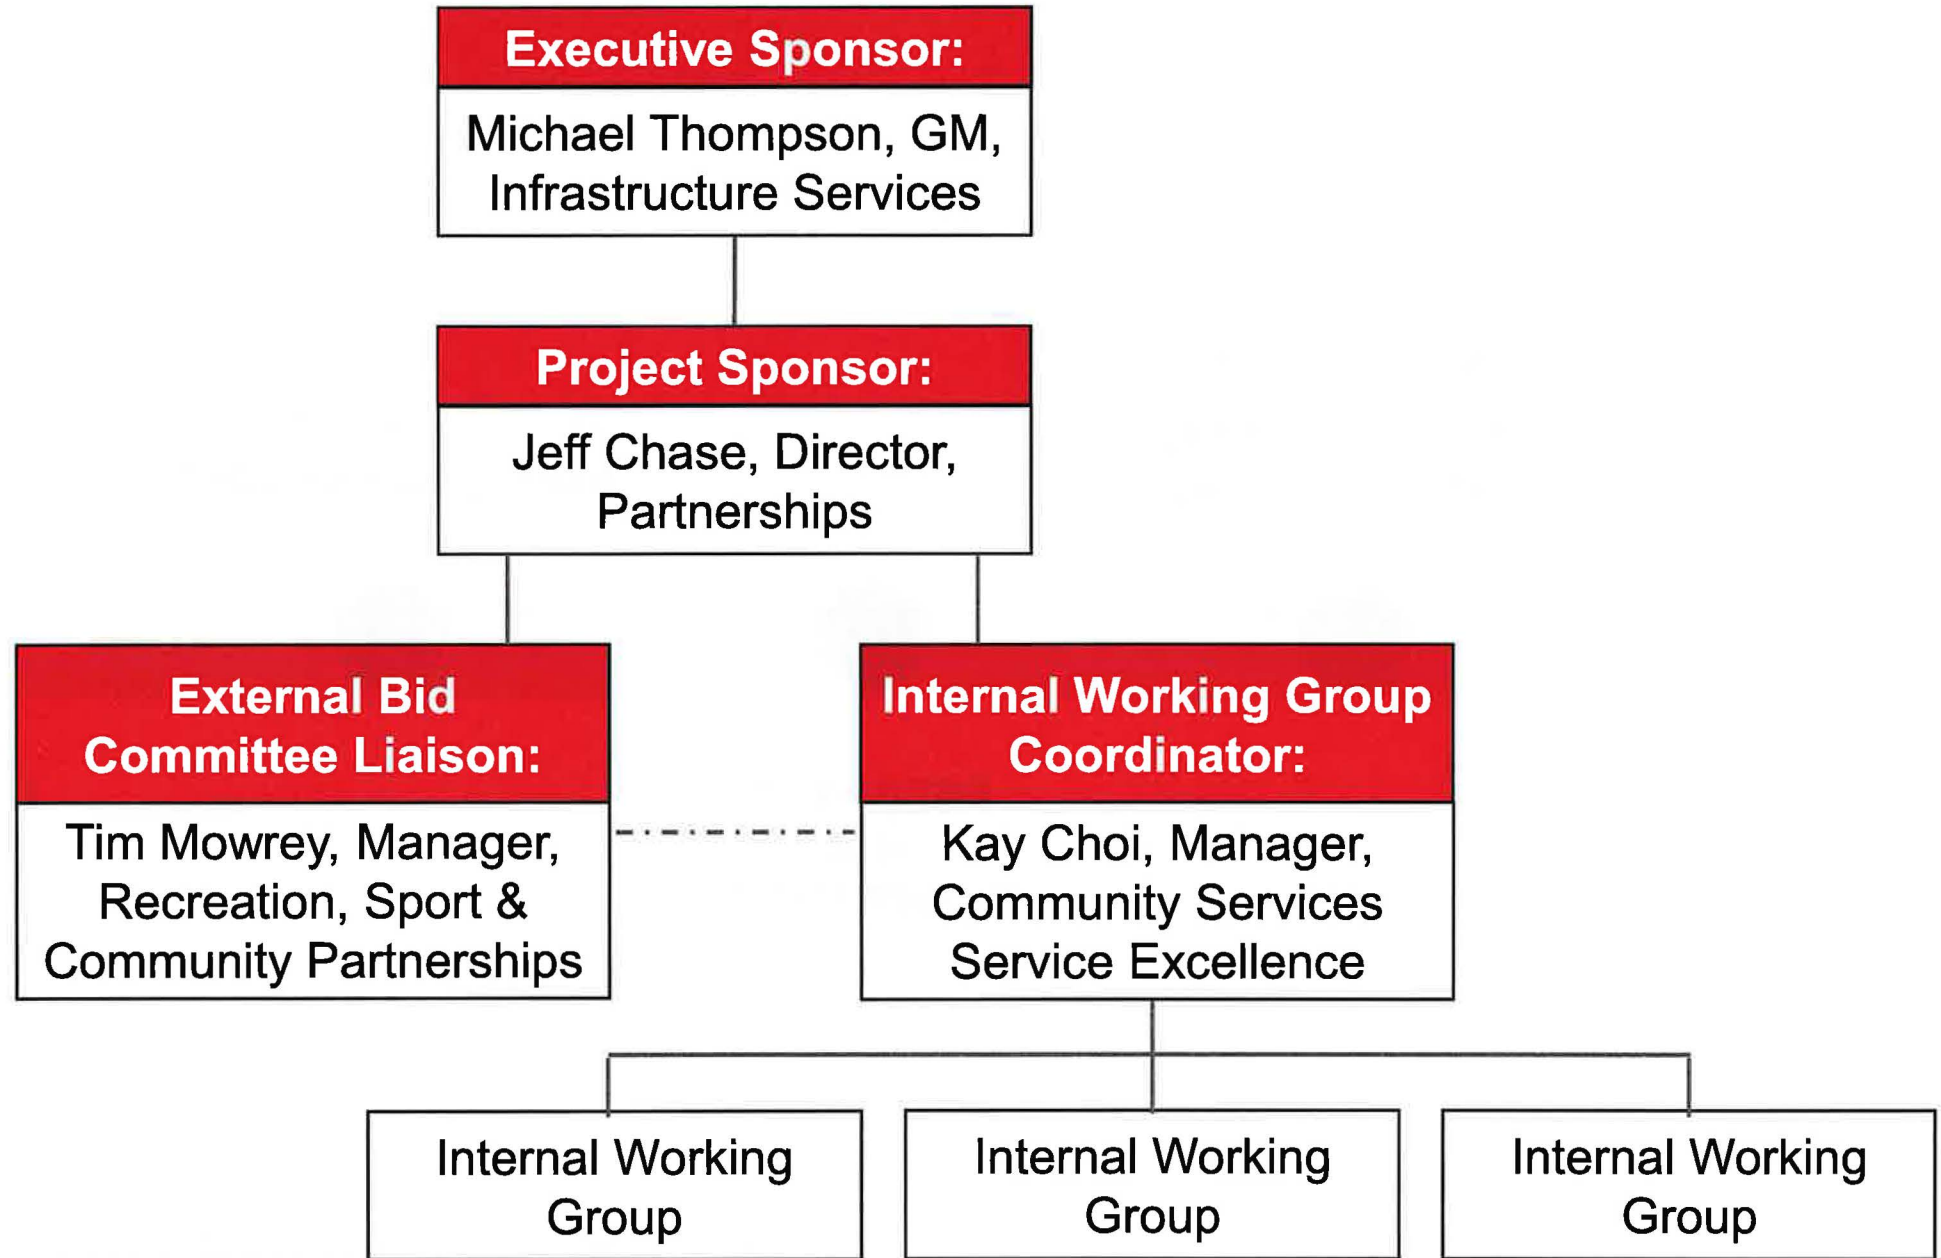 Executive Sponsor:
Michael Thompson, GM,
Infrastructure Services
Project Sponsor:
Jeff Chase, Director,
Partnerships
External Bid
Committee Liaison:
Tim Mowrey, Manager,
Recreation, Sport &
Community Partnerships
Internal Working Group
Coordinator:
Kay Choi, Manager,
Community Services
Service Excellence
Internal Working
Group
Internal Working
Group
Internal Working
Group